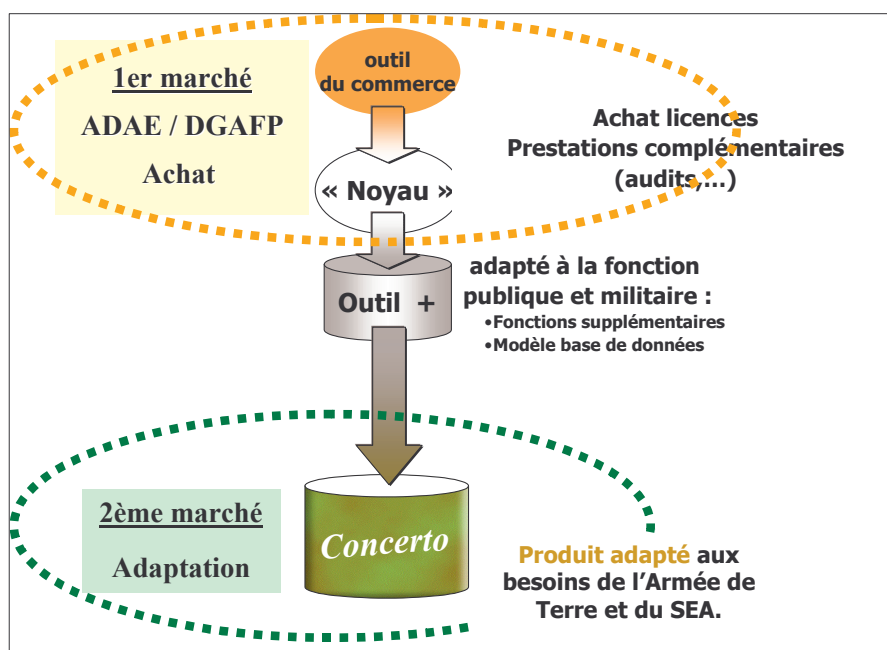 1er marché
ADAE / DGAFP
Achat
outil
du commerce
« Noyau »
Achat licences
Prestations complémentaires
(audits,...)
Outil +
adapté à la fonction
publique et militaire :
•Fonctions supplémentaires
•Modèle base de données
2ème marché
Adaptation
Concerto
Produit adapté aux
besoins de l'Armée de
Terre et du SEA.